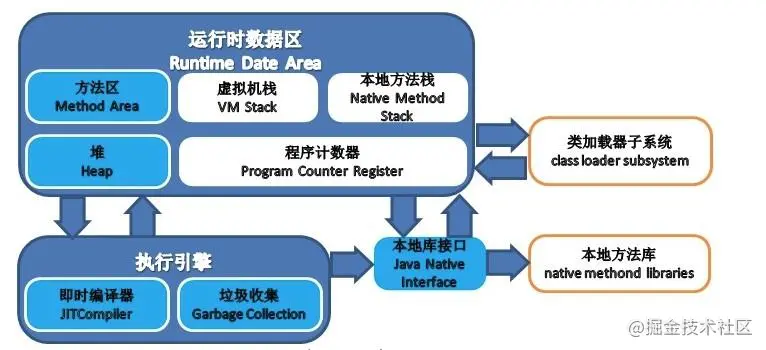 运行时数据区
Runtime Date Area
方法区
Method Area
虚拟机栈
VM Stack
本地方法栈
Native Method
Stack
堆
Heap
程序计数器
Program Counter Register
类加载器子系统
class loader subsystem
执行引擎
即时编译器
JITCompiler
垃圾收集
Garbage Collection
本地库接口
Java Native
Interface
本地方法库
native methond libraries
@掘金技术社区